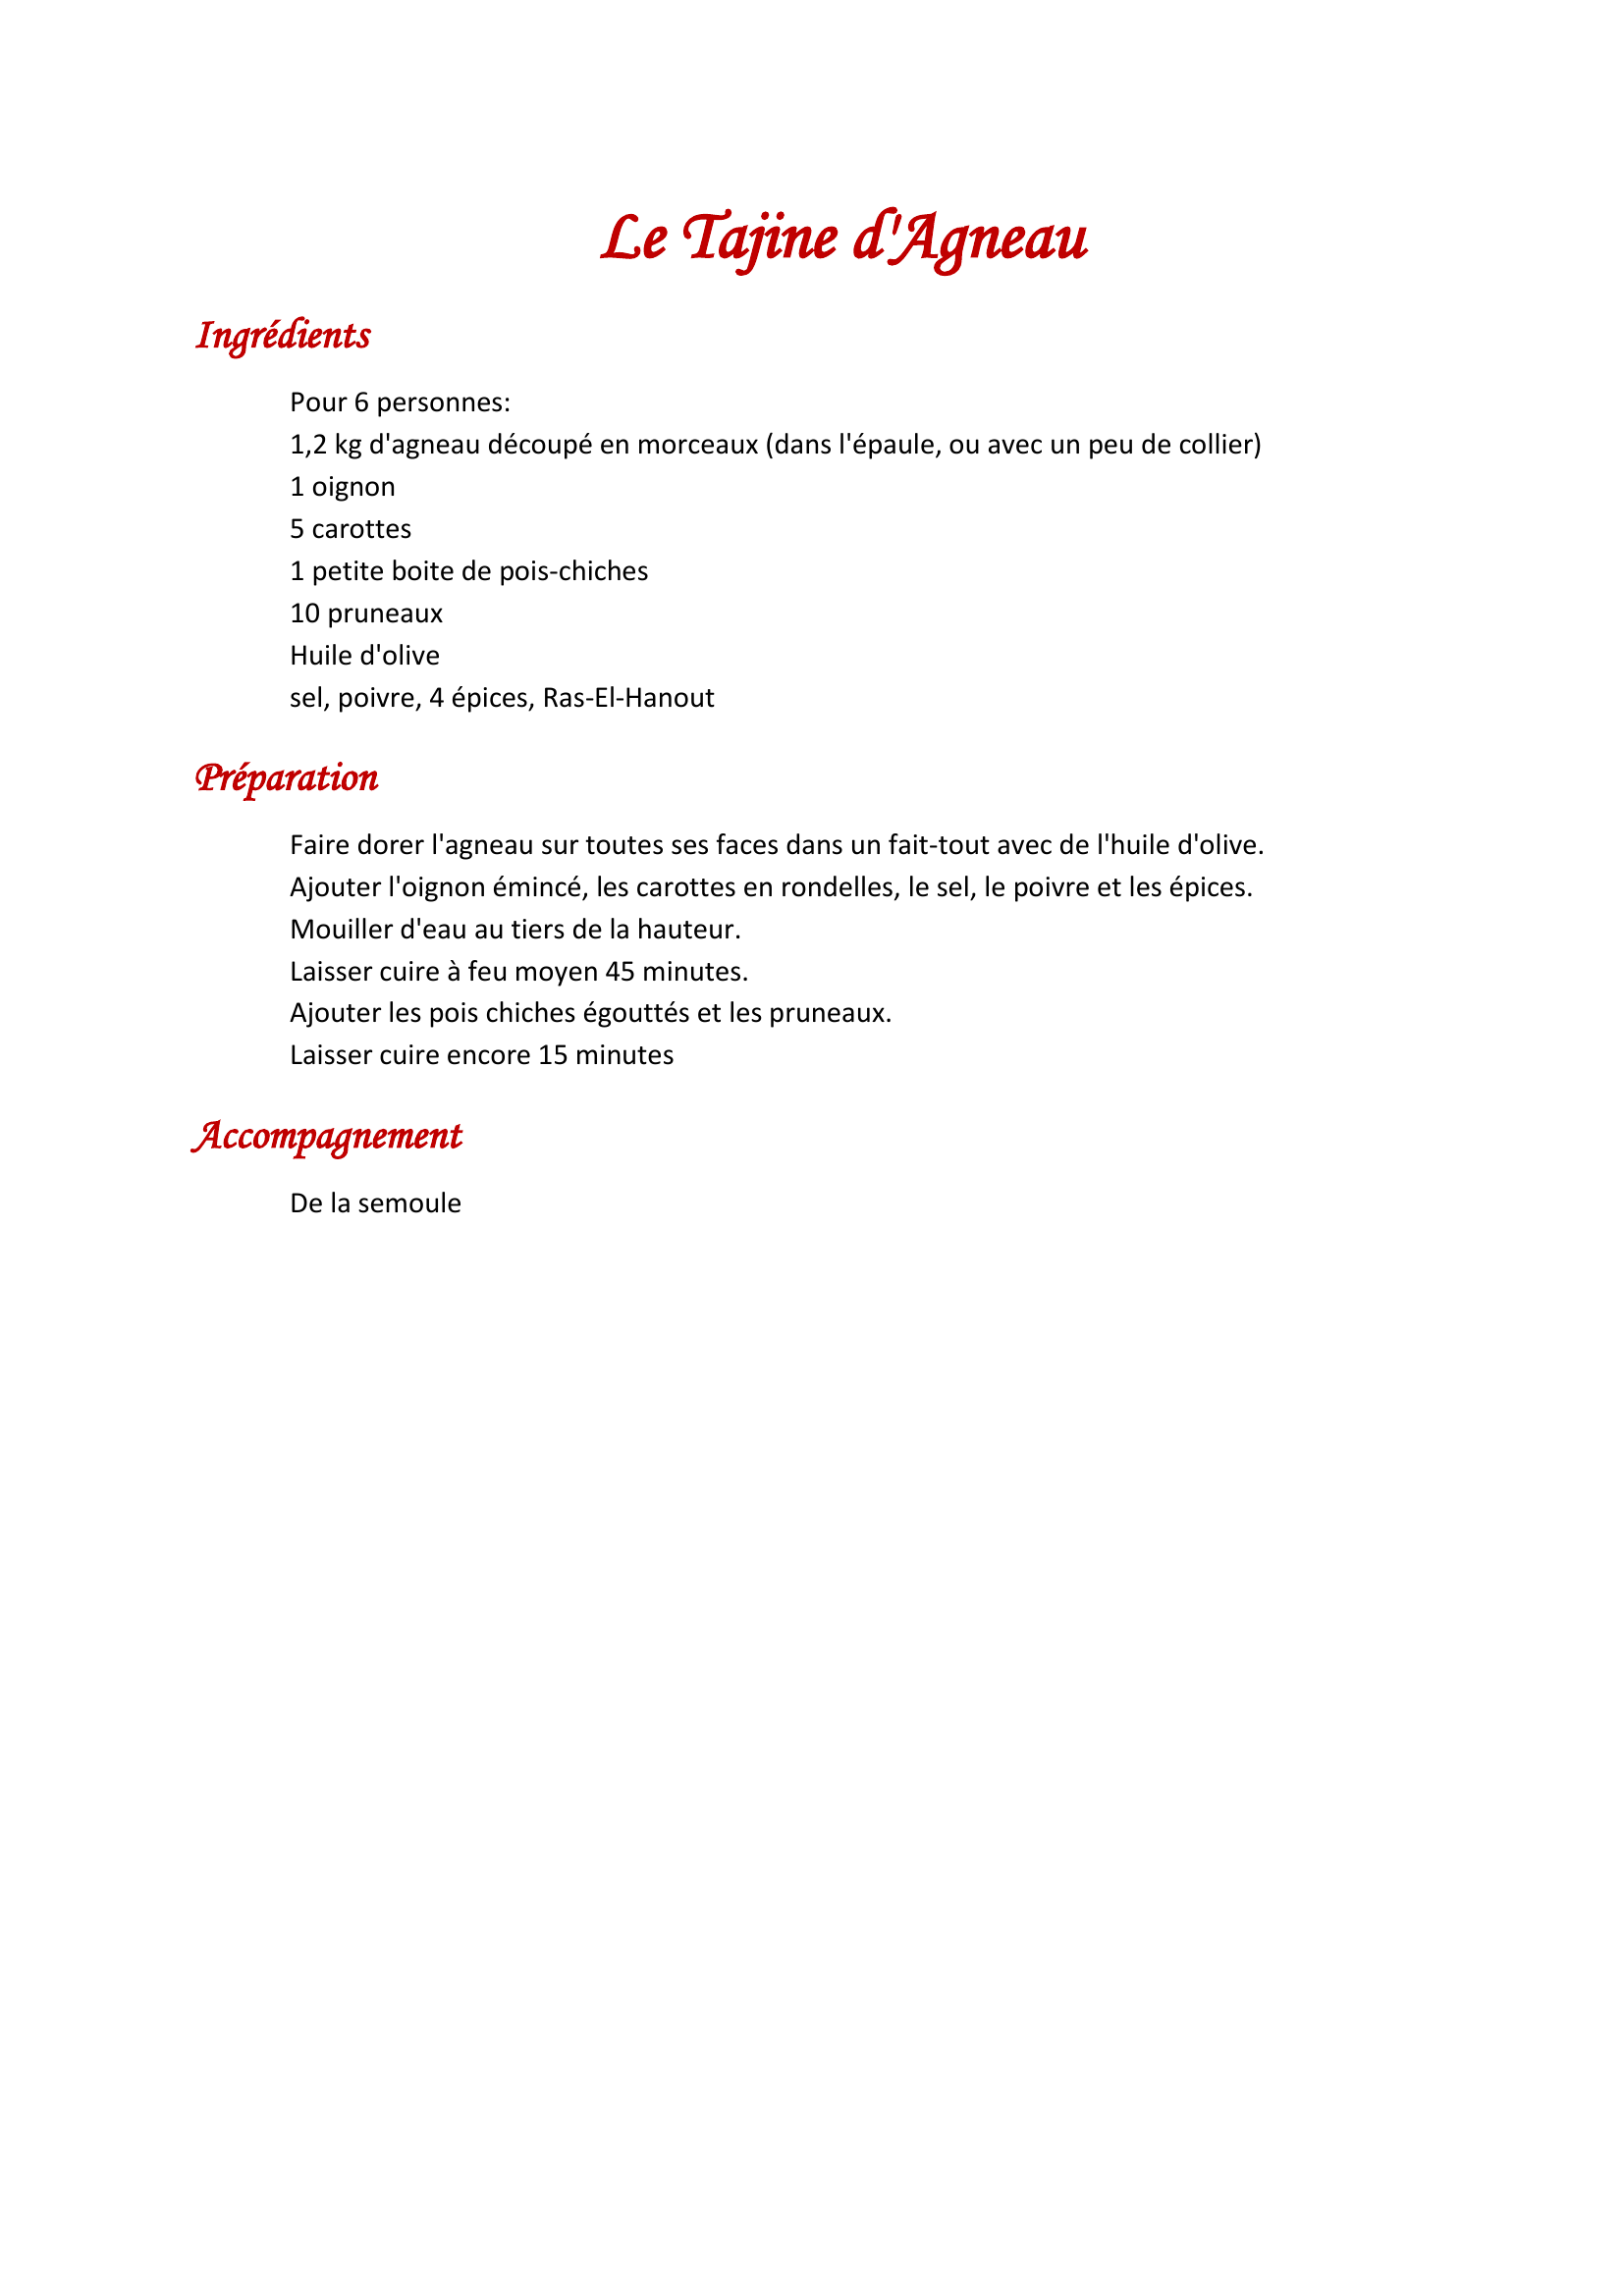 Le Tajine d'Agneau
Ingrédients
Pour 6 personnes:
1,2 kg d'agneau découpé en morceaux (dans l'épaule, ou avec un peu de collier)
1 oignon
5 carottes
1 petite boite de pois-chiches
10 pruneaux
Huile d'olive
sel, poivre, 4 épices, Ras-El-Hanout
Préparation
Faire dorer l'agneau sur toutes ses faces dans un fait-tout avec de l'huile d'olive.
Ajouter l'oignon émincé, les carottes en rondelles, le sel, le poivre et les épices.
Mouiller d'eau au tiers de la hauteur.
Laisser cuire à feu moyen 45 minutes.
Ajouter les pois chiches égouttés et les pruneaux.
Laisser cuire encore 15 minutes
Accompagnement
De la semoule